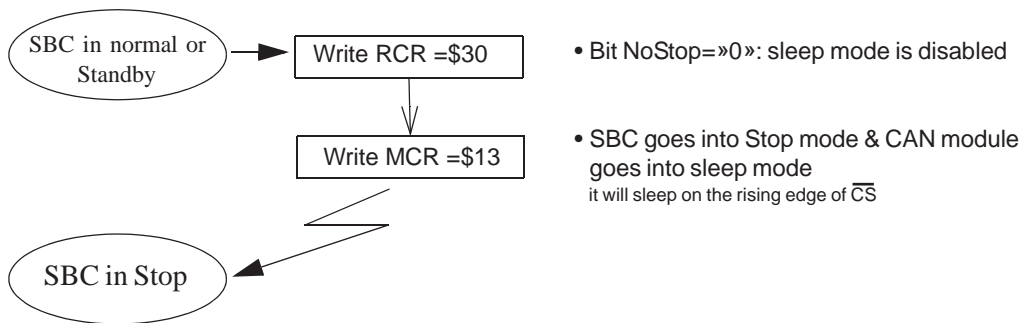 SBC in normal or
Standby
Write RCR =$30
• Bit NoStop=»0»: sleep mode is disabled
Write MCR =$13
• SBC goes into Stop mode & CAN module
goes into sleep mode
it will sleep on the rising edge of C̅S̅
SBC in Stop